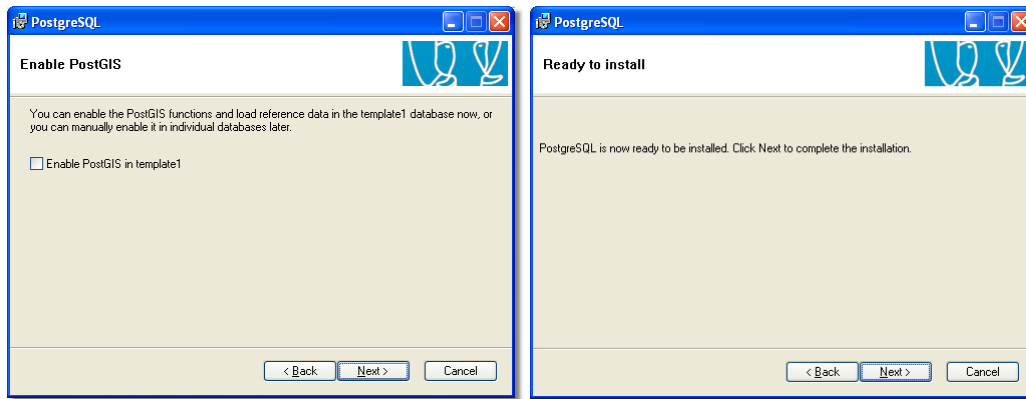 PostgreSQL
Enable PostGIS
You can enable the PostGIS functions and load reference data in the template1 database now, or
you can manually enable it in individual databases later.
Enable PostGIS in template1
< Back
Next >
Cancel
PostgreSQL
Ready to install
PostgreSQL is now ready to be installed. Click Next to complete the installation.
< Back
Next >
Cancel